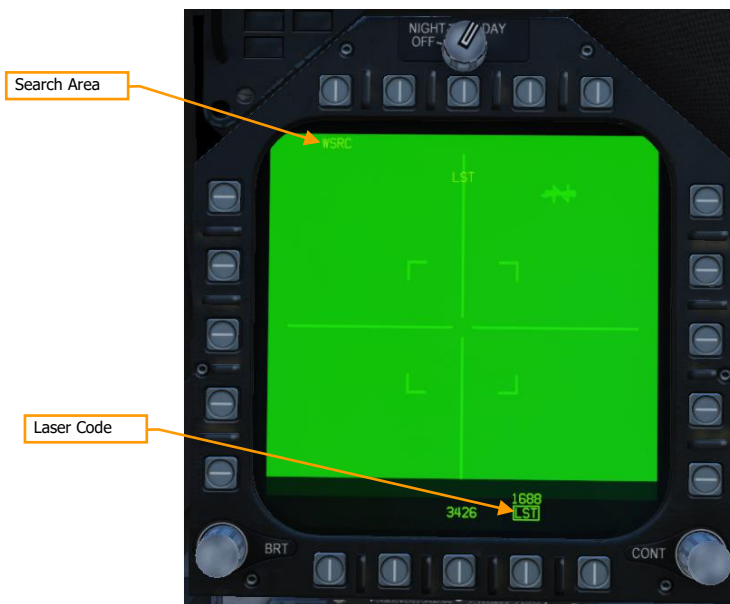 NIGHT DAY
OFF
Search Area
WSRC
LST
Laser Code
1688
3426 LST
BRT
CONT